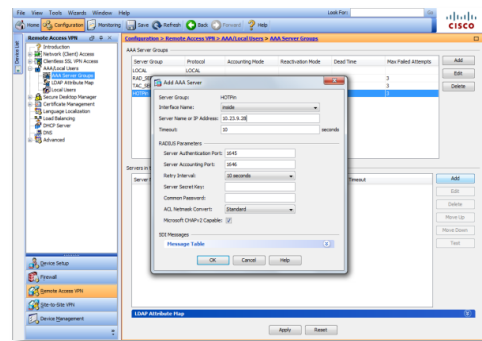 File View Tools Wizards Window Help Look For: Go
Home Configuration Monitoring Save Refresh Back Forward Help
CISCO
Device List
Remote Access VPN
Introduction
Network (Client) Access
Clientless SSL VPN Access
AAA/Local Users
AAA Server Groups
LDAP Attribute Map
Local Users
Secure Desktop Manager
Certificate Management
Language Localization
Load Balancing
DHCP Server
DNS
Advanced
Device Setup
Firewall
Remote Access VPN
Site-to-Site VPN
Device Management
Configuration > Remote Access VPN > AAA/Local Users > AAA Server Groups
AAA Server Groups
Server Group Protocol Accounting Mode Reactivation Mode Dead Time Max Failed Attempts
LOCAL LOCAL
3
3
3
Add
Edit
Delete
Add AAA Server
Server Group: HOTPin
Interface Name: inside
Server Name or IP Address: 10.23.9.28
Timeout: 10 seconds
RADIUS Parameters
Server Authentication Port: 1645
Server Accounting Port: 1646
Retry Interval: 10 seconds
Server Secret Key:
Common Password:
ACL Netmask Convert: Standard
Microsoft CHAPv2 Capable:
SDI Messages
Message Table
OK Cancel Help
Servers in
Timeout
Add
Edit
Delete
Move Up
Move Down
Test
LDAP Attribute Map
Apply Reset